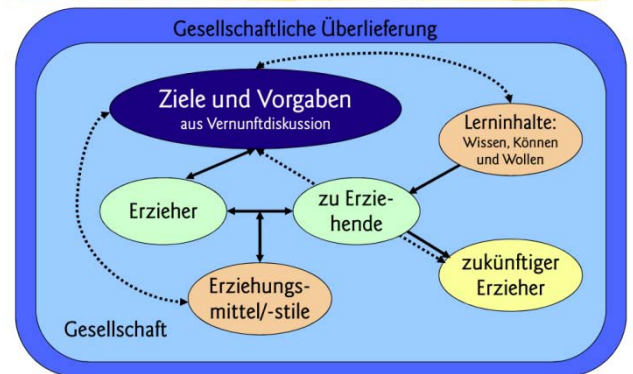 Gesellschaftliche Überlieferung
Ziele und Vorgaben
aus Vernunftdiskussion
Lerninhalte:
Wissen, Können
und Wollen
Erzieher
zu Erzie-
hende
Erziehungs-
mittel/-stile
zukünftiger
Erzieher
Gesellschaft